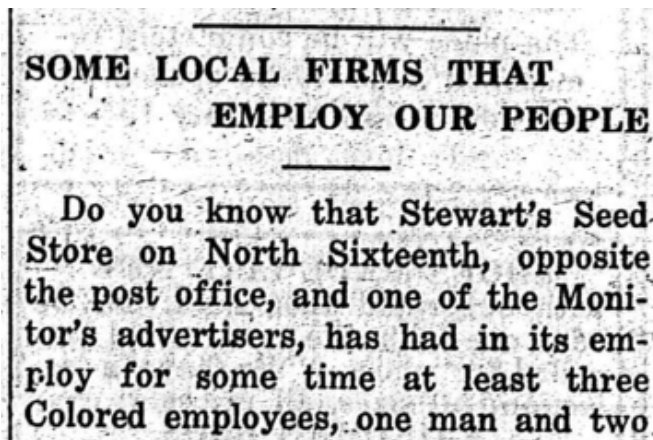 SOME LOCAL FIRMS THAT
EMPLOY OUR PEOPLE
Do you know that Stewart's Seed
Store on North Sixteenth, opposite
the post office, and one of the Moni-
tor's advertisers, has had in its em-
ploy for some time at least three
Colored employees, one man and two